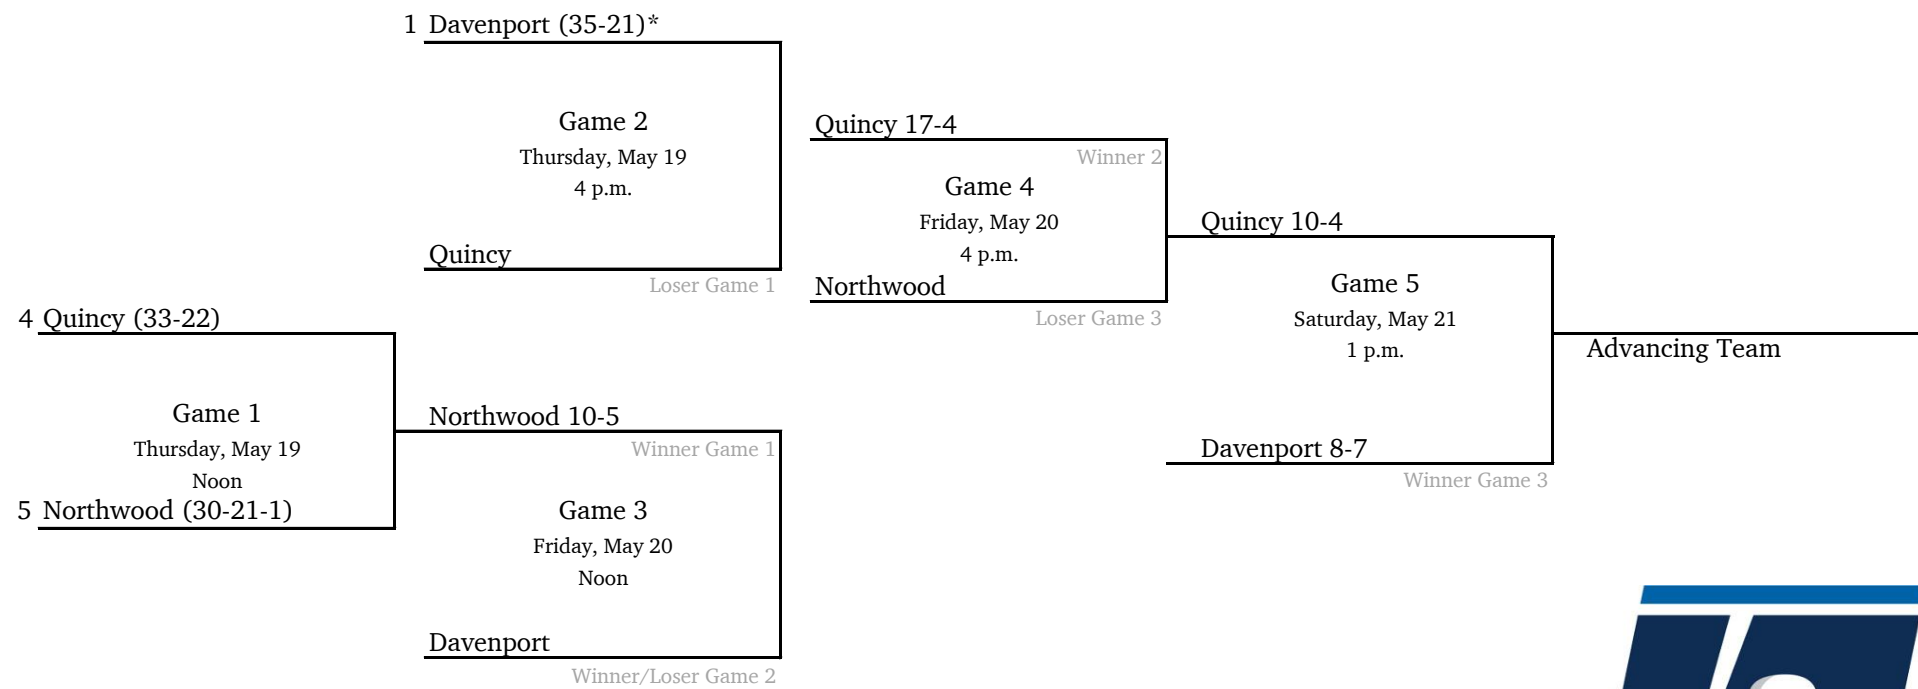 1 Davenport (35-21)*
Game 2
Thursday, May 19
4 p.m.
Quincy
Loser Game 1
4 Quincy (33-22)
Game 1
Thursday, May 19
Noon
5 Northwood (30-21-1)
Northwood 10-5
Winner Game 1
Game 3
Friday, May 20
Noon
Davenport
Winner/Loser Game 2
Quincy 17-4
Winner 2
Game 4
Friday, May 20
4 p.m.
Northwood
Loser Game 3
Quincy 10-4
Game 5
Saturday, May 21
1 p.m.
Davenport 8-7
Winner Game 3
Advancing Team